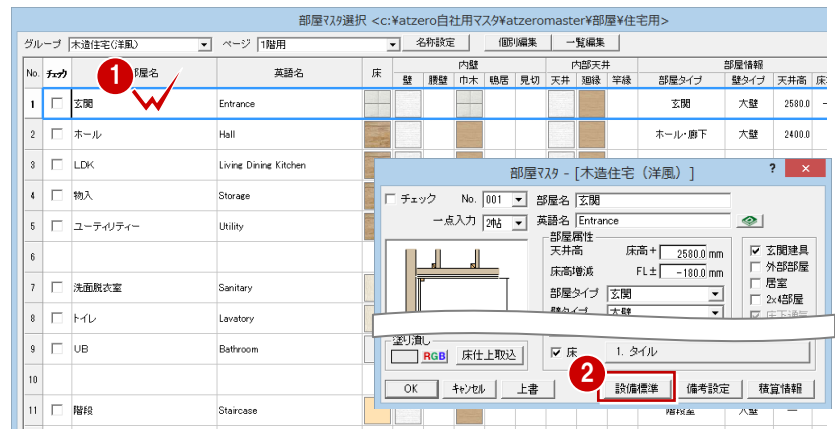 部屋ﾏｽﾀ選択 <c:¥atzero自社用マスタ¥atzeromaster¥部屋¥住宅用>
グループ 木造住宅(洋風) ページ 1階用 名称設定 個別編集 一覧編集
No. ﾁｪｯｸ 部屋名 英語名 床 内壁 内部天井 部屋情報
壁 腰壁 巾木 鴨居 見切 天井 廻縁 竿縁 部屋タイプ 壁タイプ 天井高
1 玄関 Entrance 玄関 大壁 2580.0
2 ホール Hall ホール・廊下 大壁 2400.0
3 LDK Living Dining Kitchen
4 物入 Storage
5 ユーティリティー Utility
6
7 洗面脱衣室 Sanitary
8 トイレ Lavatory
9 UB Bathroom
10
11 階段 Staircase 階段室 大壁 ―
1
部屋ﾏｽﾀ - [木造住宅（洋風）] ? ×
チェック No. 001 部屋名 玄関
一点入力 2帖 英語名 Entrance
部屋属性
天井高 床高+ 2580.0 mm
床高増減 FL± -180.0 mm
部屋タイプ 玄関
壁タイプ 大壁
玄関建具
外部部屋
居室
2x4部屋
床下通気
塗り潰し
RGB 床仕上取込
床 1. タイル
2
OK ｷｬﾝｾﾙ 上書 設備標準 備考設定 積算情報